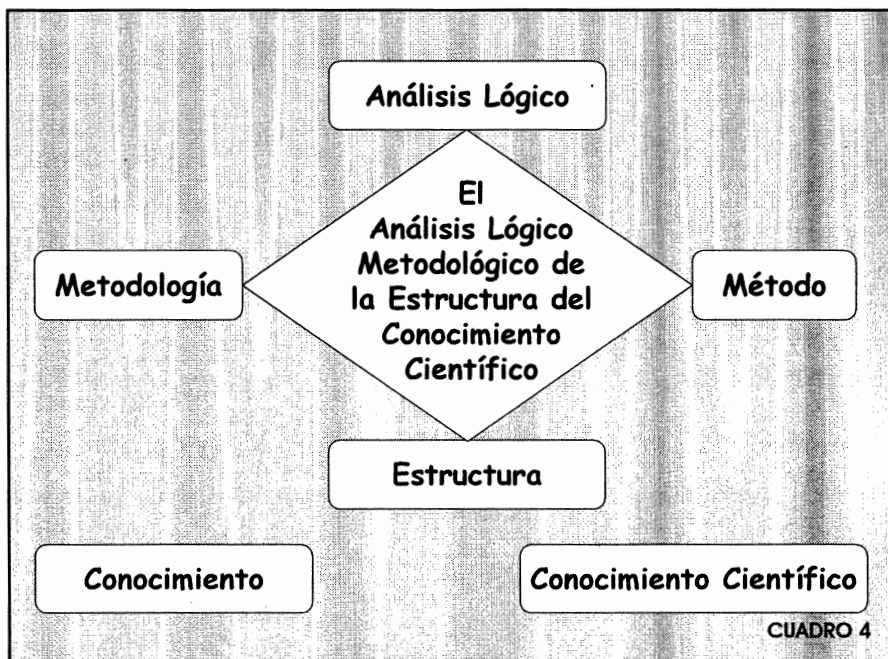 Análisis Lógico
El
Análisis Lógico
Metodológico de
la Estructura del
Conocimiento
Científico
Metodología
Método
Estructura
Conocimiento
Conocimiento Científico
CUADRO 4